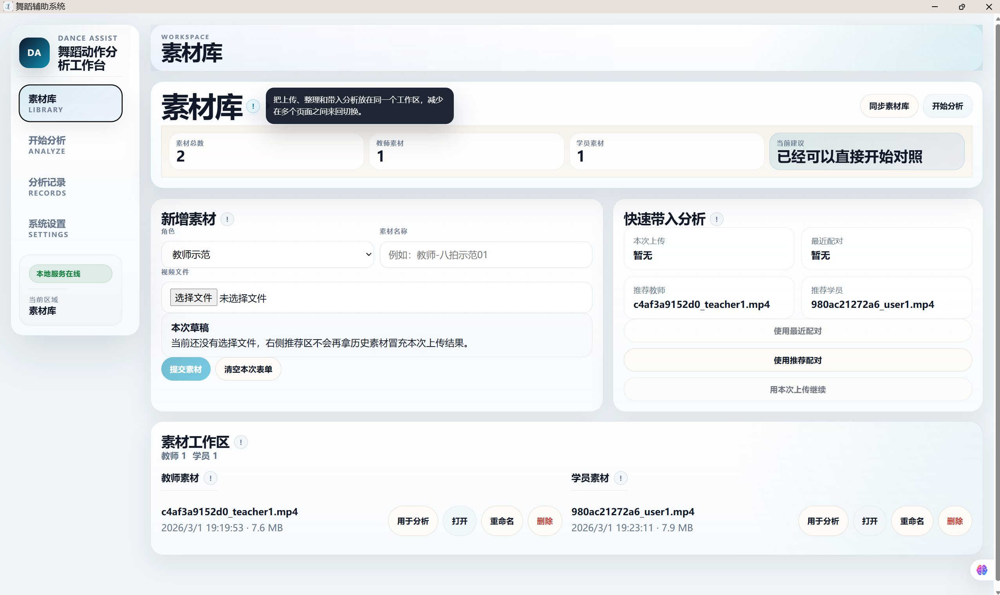 舞蹈辅助系统
DA
DANCE ASSIST
舞蹈动作分
析工作台
素材库
LIBRARY
开始分析
ANALYZE
分析记录
RECORDS
系统设置
SETTINGS
本地服务在线
当前区域
素材库
WORKSPACE
素材库
素材库
!
把上传、整理和带入分析放在同一个工作区，减少
在多个页面之间来回切换。
同步素材库
开始分析
素材总数
2
教师素材
1
学员素材
1
当前建议
已经可以直接开始对照
新增素材
!
角色
教师示范
素材名称
例如：教师-八拍示范01
视频文件
选择文件 未选择文件
本次草稿
当前还没有选择文件，右侧推荐区不会再拿历史素材冒充本次上传结果。
提交素材
清空本次表单
快速带入分析
!
本次上传
暂无
最近配对
暂无
推荐教师
c4af3a9152d0_teacher1.mp4
推荐学员
980ac21272a6_user1.mp4
使用最近配对
使用推荐配对
用本次上传继续
素材工作区
!
教师 1 学员 1
教师素材
!
c4af3a9152d0_teacher1.mp4
2026/3/1 19:19:53 · 7.6 MB
用于分析
打开
重命名
删除
学员素材
!
980ac21272a6_user1.mp4
2026/3/1 19:23:11 · 7.9 MB
用于分析
打开
重命名
删除